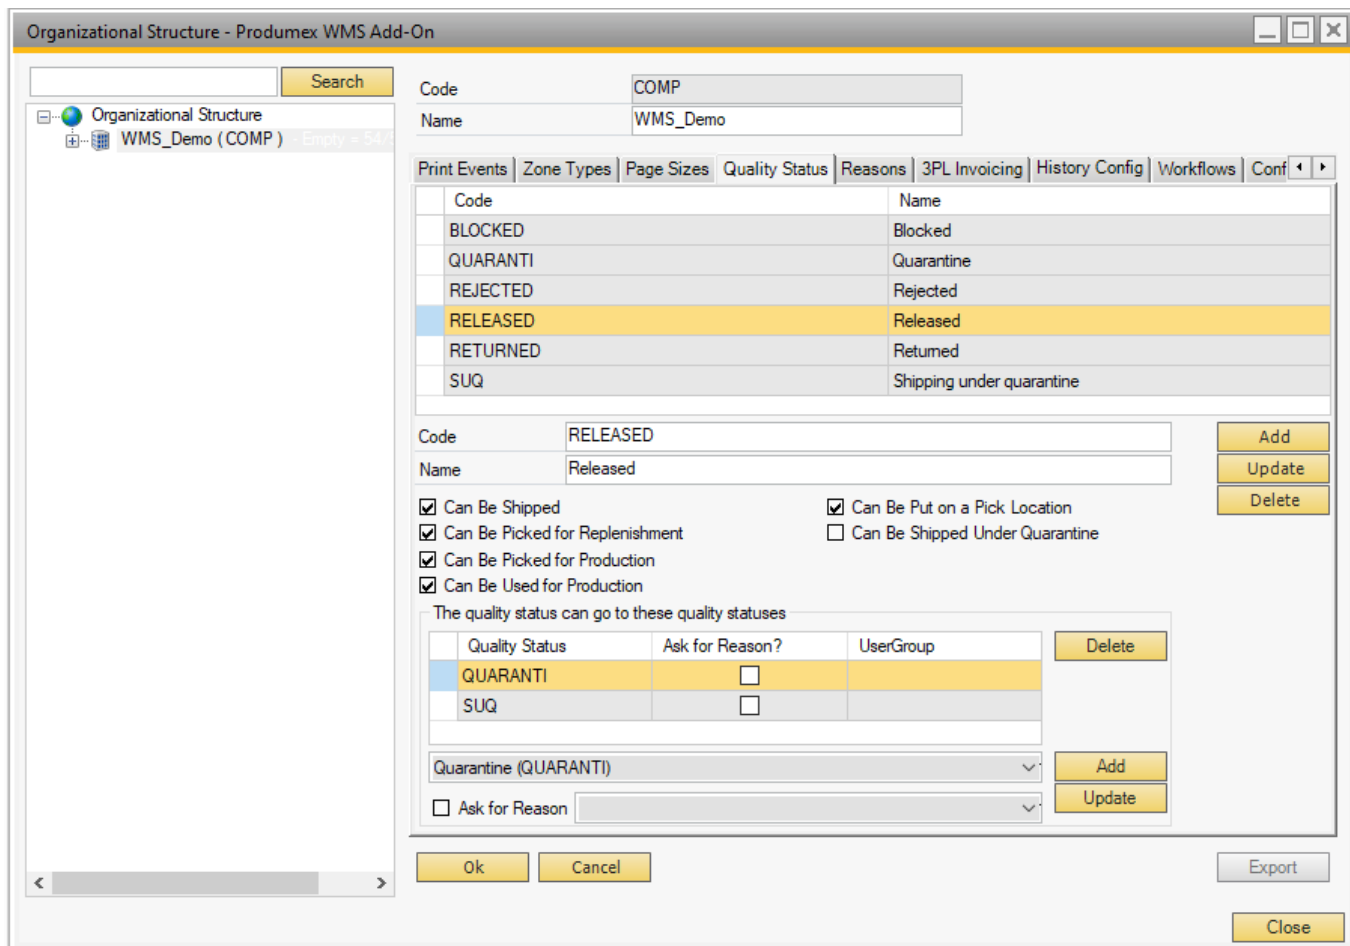 Organizational Structure - Produmex WMS Add-On
Search
Organizational Structure
WMS_Demo ( COMP ) - Empty = 54/
Code COMP
Name WMS_Demo
Print Events Zone Types Page Sizes Quality Status Reasons 3PL Invoicing History Config Workflows Conf
Code Name
BLOCKED Blocked
QUARANTI Quarantine
REJECTED Rejected
RELEASED Released
RETURNED Returned
SUQ Shipping under quarantine
Code RELEASED Add
Name Released Update
Delete
Can Be Shipped Can Be Put on a Pick Location
Can Be Picked for Replenishment Can Be Shipped Under Quarantine
Can Be Picked for Production
Can Be Used for Production
The quality status can go to these quality statuses
Quality Status Ask for Reason? UserGroup Delete
QUARANTI
SUQ
Quarantine (QUARANTI) Add
Ask for Reason Update
Ok Cancel Export
Close